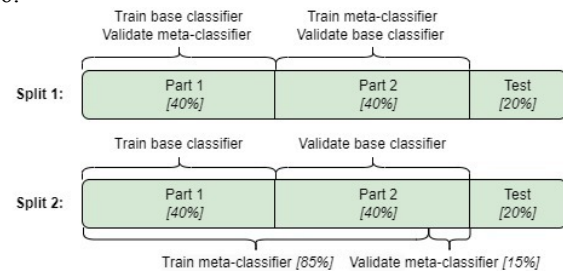 Train base classifier Train meta-classifier
Validate meta-classifier Validate base classifier
Split 1:
Part 1 Part 2 Test
[40%] [40%] [20%]
Train base classifier Validate base classifier
Split 2:
Part 1 Part 2 Test
[40%] [40%] [20%]
Train meta-classifier [85%] Validate meta-classifier [15%]